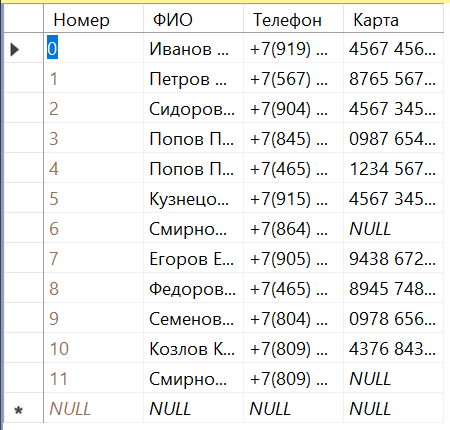 Номер ФИО Телефон Карта
0 Иванов ... +7(919) ... 4567 456...
1 Петров ... +7(567) ... 8765 567...
2 Сидоров... +7(904) ... 4567 345...
3 Попов П... +7(845) ... 0987 654...
4 Попов П... +7(465) ... 1234 567...
5 Кузнецо... +7(915) ... 4567 345...
6 Смирно... +7(864) ... NULL
7 Егоров Е... +7(905) ... 9438 672...
8 Федоров... +7(465) ... 8945 748...
9 Семенов... +7(804) ... 0978 656...
10 Козлов К... +7(809) ... 4376 843...
11 Смирно... +7(809) ... NULL
* NULL NULL NULL NULL